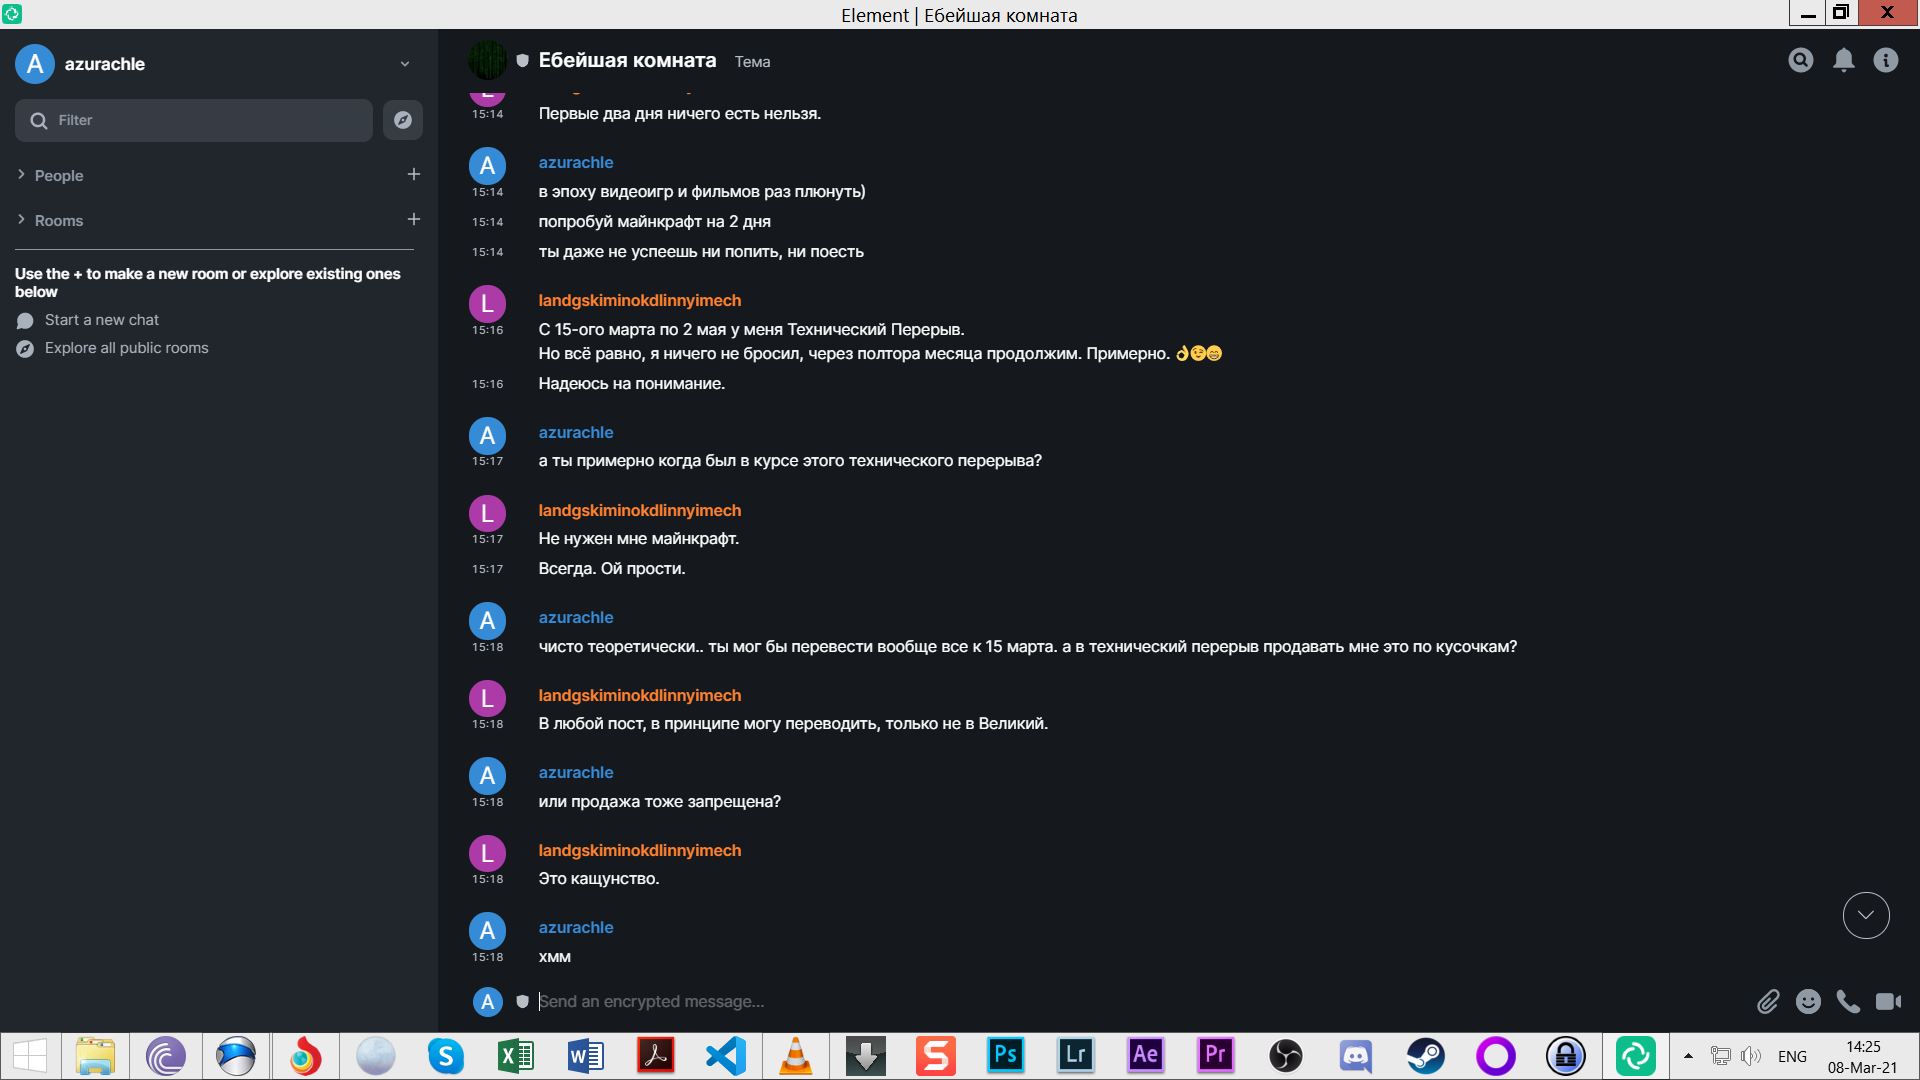 Element | Ебейшая комната
A azurachle
Filter
People
Rooms
Use the + to make a new room or explore existing ones
below
Start a new chat
Explore all public rooms
Ебейшая комната Тема
15:14 Первые два дня ничего есть нельзя.
A azurachle
15:14 в эпоху видеоигр и фильмов раз плюнуть)
15:14 попробуй майнкрафт на 2 дня
15:14 ты даже не успеешь ни попить, ни поесть
L landgskiminokdlinnyimech
15:16 С 15-ого марта по 2 мая у меня Технический Перерыв.
Но всё равно, я ничего не бросил, через полтора месяца продолжим. Примерно. 👌😉😁
15:16 Надеюсь на понимание.
A azurachle
15:17 а ты примерно когда был в курсе этого технического перерыва?
L landgskiminokdlinnyimech
15:17 Не нужен мне майнкрафт.
15:17 Всегда. Ой прости.
A azurachle
15:18 чисто теоретически.. ты мог бы перевести вообще все к 15 марта. а в технический перерыв продавать мне это по кусочкам?
L landgskiminokdlinnyimech
15:18 В любой пост, в принципе могу переводить, только не в Великий.
A azurachle
15:18 или продажа тоже запрещена?
L landgskiminokdlinnyimech
15:18 Это кащунство.
A azurachle
15:18 хмм
A Send an encrypted message…
S X W S Ps Lr Ae Pr ENG 14:25
08-Mar-21